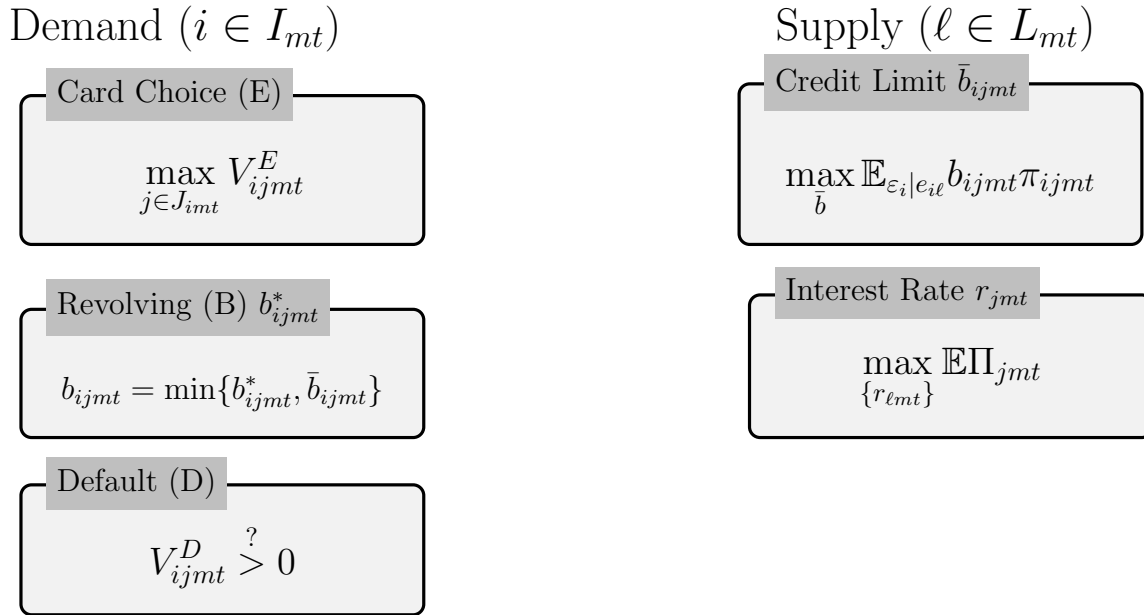 Demand (i ∈ I_{mt})
Card Choice (E)
max_{j∈J_{imt}} V^E_{ijmt}
Revolving (B) b^*_{ijmt}
b_{ijmt} = min{b^*_{ijmt}, b̄_{ijmt}}
Default (D)
V^D_{ijmt} >^? 0
Supply (ℓ ∈ L_{mt})
Credit Limit b̄_{ijmt}
max_{b̄} 𝔼_{ε_i|e_{iℓ}} b_{ijmt} π_{ijmt}
Interest Rate r_{jmt}
max_{{r_{ℓmt}}} 𝔼Π_{jmt}